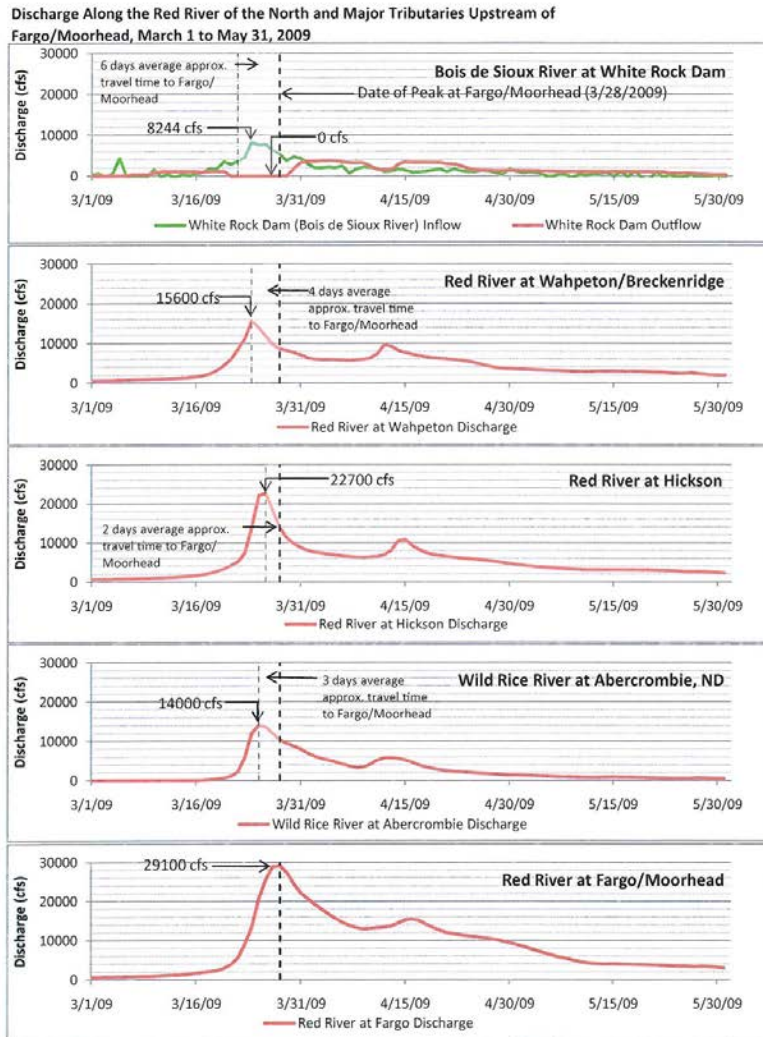 Discharge Along the Red River of the North and Major Tributaries Upstream of
Fargo/Moorhead, March 1 to May 31, 2009
Discharge (cfs)
30000
20000
10000
0
6 days average approx.
travel time to Fargo/
Moorhead
Bois de Sioux River at White Rock Dam
Date of Peak at Fargo/Moorhead (3/28/2009)
8244 cfs
0 cfs
3/1/09 3/16/09 3/31/09 4/15/09 4/30/09 5/15/09 5/30/09
White Rock Dam (Bois de Sioux River) Inflow White Rock Dam Outflow
Discharge (cfs)
30000
20000
10000
0
15600 cfs
4 days average
approx. travel time
to Fargo/Moorhead
Red River at Wahpeton/Breckenridge
3/1/09 3/16/09 3/31/09 4/15/09 4/30/09 5/15/09 5/30/09
Red River at Wahpeton Discharge
Discharge (cfs)
30000
20000
10000
0
22700 cfs
Red River at Hickson
2 days average approx.
travel time to Fargo/
Moorhead
3/1/09 3/16/09 3/31/09 4/15/09 4/30/09 5/15/09 5/30/09
Red River at Hickson Discharge
Discharge (cfs)
30000
20000
10000
0
14000 cfs
3 days average
approx. travel time
to Fargo/Moorhead
Wild Rice River at Abercrombie, ND
3/1/09 3/16/09 3/31/09 4/15/09 4/30/09 5/15/09 5/30/09
Wild Rice River at Abercrombie Discharge
Discharge (cfs)
30000
20000
10000
0
29100 cfs
Red River at Fargo/Moorhead
3/1/09 3/16/09 3/31/09 4/15/09 4/30/09 5/15/09 5/30/09
Red River at Fargo Discharge